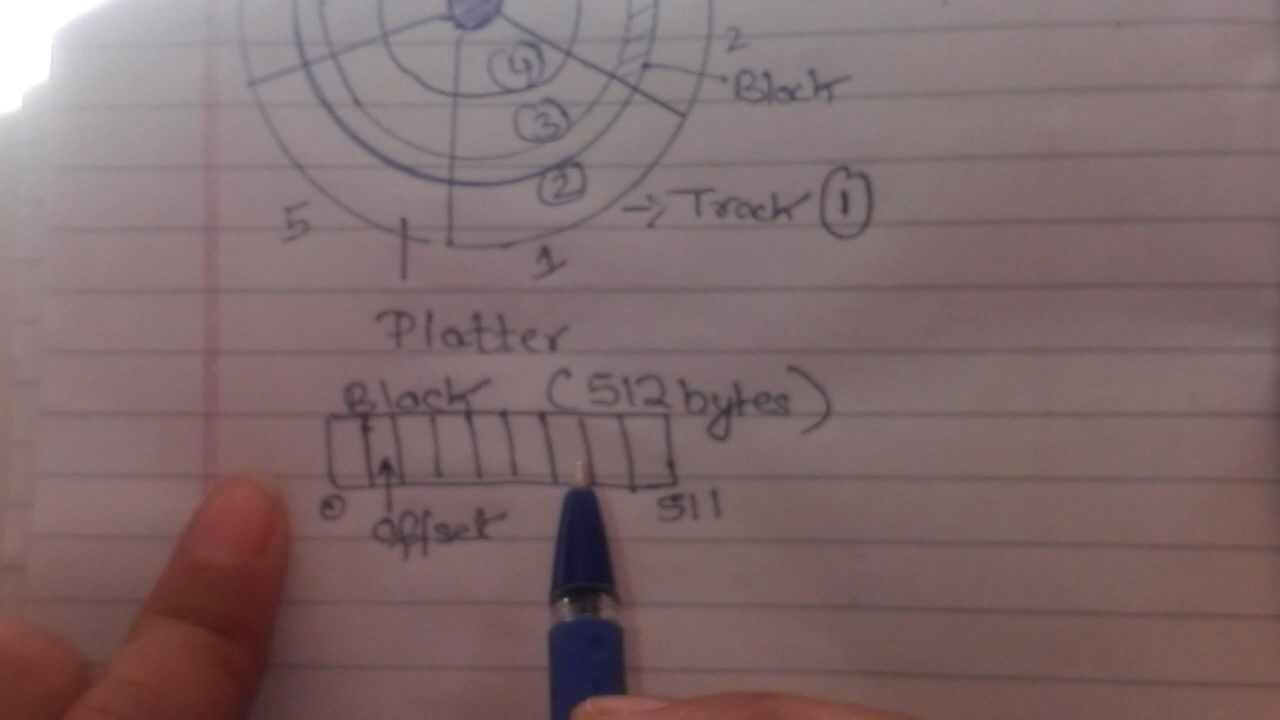 4
2
Block
3
2
Track 1
5
1
Platter
Block (512 bytes)
0 511
offset